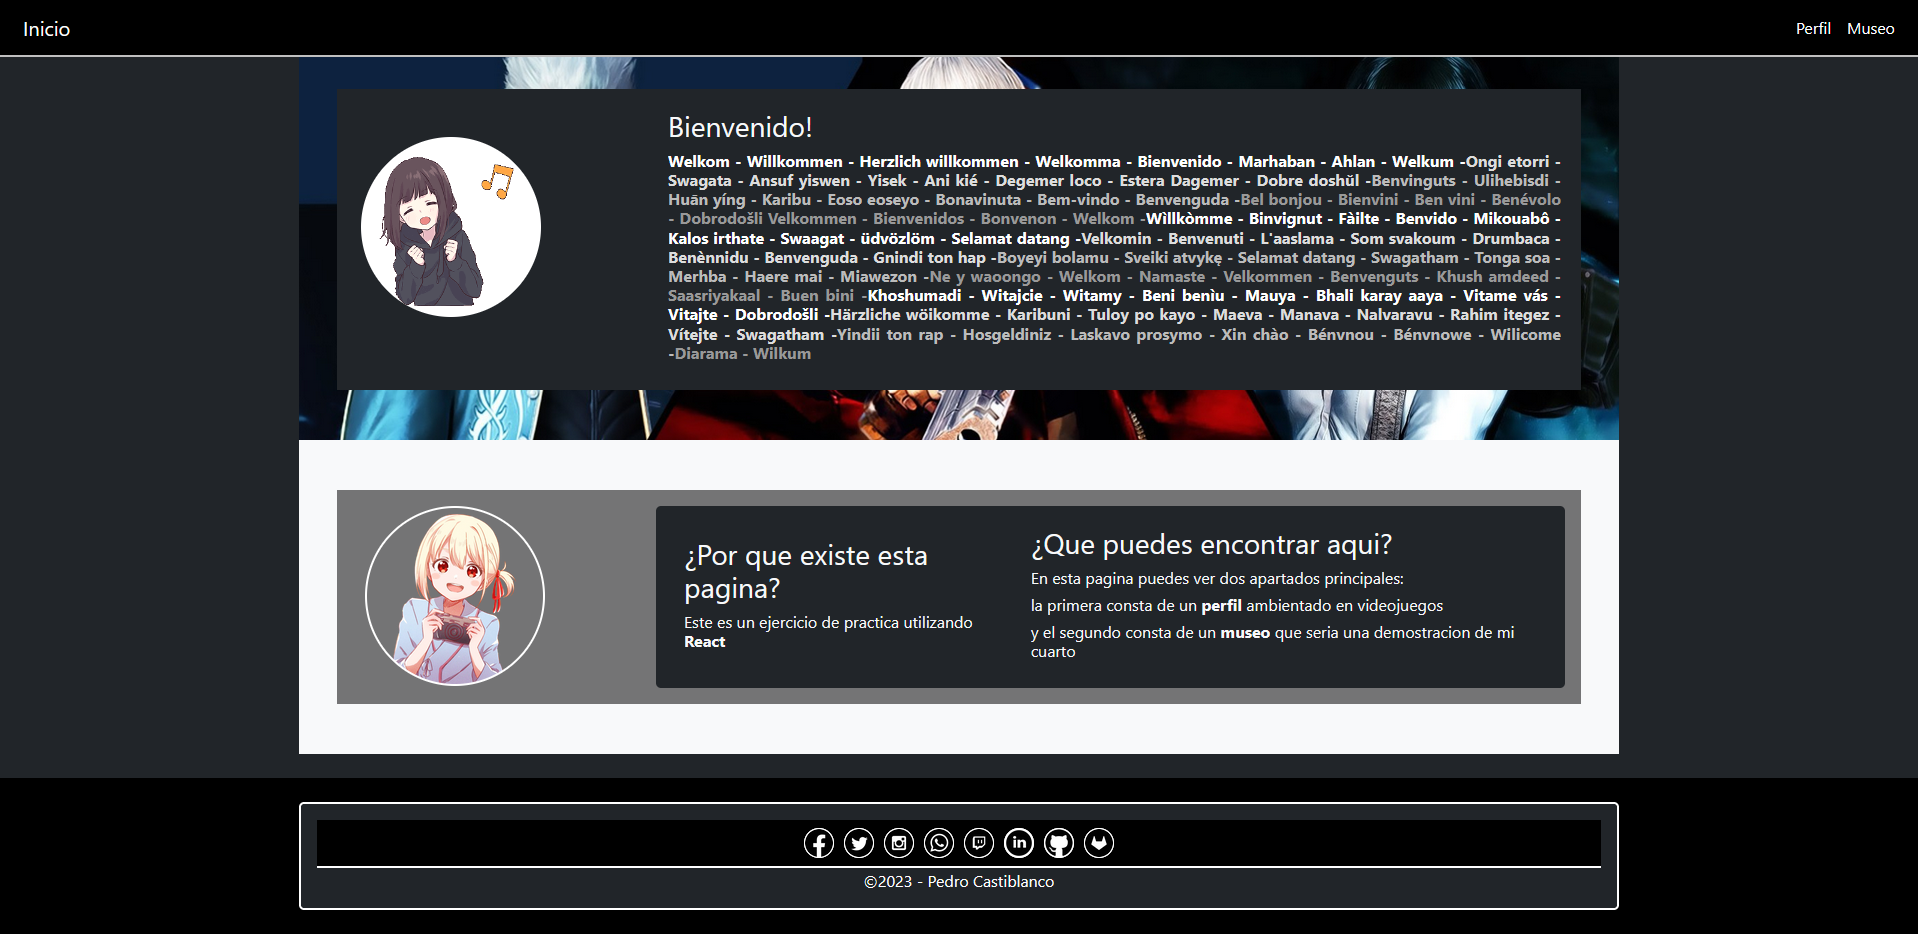 Inicio
Perfil Museo
Bienvenido!
Welkom - Willkommen - Herzlich willkommen - Welkomma - Bienvenido - Marhaban - Ahlan - Welkum -Ongi etorri -
Swagata - Ansuf yiswen - Yisek - Ani kié - Degemer loco - Estera Dagemer - Dobre doshŭl -Benvinguts - Ulihebisdi -
Huān yíng - Karibu - Eoso eoseyo - Bonavinuta - Bem-vindo - Benvenguda -Bel bonjou - Bienvini - Ben vini - Benévolo
- Dobrodošli Velkommen - Bienvenidos - Bonvenon - Welkom -Wìllkòmme - Binvignut - Fàilte - Benvido - Mikouabô -
Kalos irthate - Swaagat - üdvözlöm - Selamat datang -Velkomin - Benvenuti - L'aaslama - Som svakoum - Drumbaca -
Benènnidu - Benvenguda - Gnindi ton hap -Boyeyi bolamu - Sveiki atvykę - Selamat datang - Swagatham - Tonga soa -
Merhba - Haere mai - Miawezon -Ne y waoongo - Welkom - Namaste - Velkommen - Benvenguts - Khush amdeed -
Saasriyakaal - Buen bini -Khoshumadi - Witajcie - Witamy - Beni benìu - Mauya - Bhali karay aaya - Vitame vás -
Vitajte - Dobrodošli -Härzliche wöikomme - Karibuni - Tuloy po kayo - Maeva - Manava - Nalvaravu - Rahim itegez -
Vítejte - Swagatham -Yindii ton rap - Hosgeldiniz - Laskavo prosymo - Xin chào - Bénvnou - Bénvnowe - Wilicome
-Diarama - Wilkum
¿Por que existe esta
pagina?
Este es un ejercicio de practica utilizando
React
¿Que puedes encontrar aqui?
En esta pagina puedes ver dos apartados principales:
la primera consta de un perfil ambientado en videojuegos
y el segundo consta de un museo que seria una demostracion de mi
cuarto
©2023 - Pedro Castiblanco